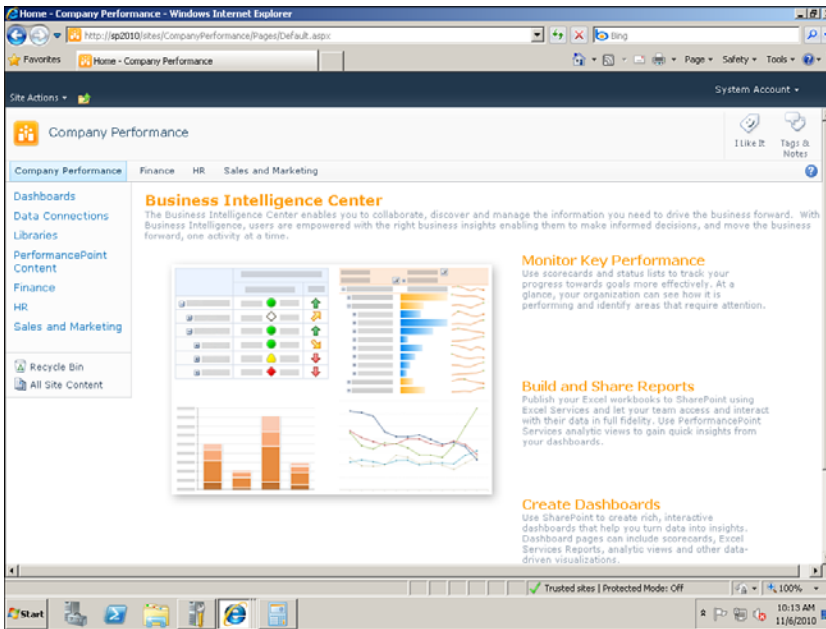 Home - Company Performance - Windows Internet Explorer
http://sp2010/sites/CompanyPerformance/Pages/Default.aspx
Bing
Favorites
Home - Company Performance
Page
Safety
Tools
System Account
Site Actions
Company Performance
I Like It
Tags &
Notes
Company Performance
Finance
HR
Sales and Marketing
Dashboards
Data Connections
Libraries
PerformancePoint
Content
Finance
HR
Sales and Marketing
Recycle Bin
All Site Content
Business Intelligence Center
The Business Intelligence Center enables you to collaborate, discover and manage the information you need to drive the business forward. With
Business Intelligence, users are empowered with the right business insights enabling them to make informed decisions, and move the business
forward, one activity at a time.
Monitor Key Performance
Use scorecards and status lists to track your
progress towards goals more effectively. At a
glance, your organization can see how it is
performing and identify areas that require attention.
Build and Share Reports
Publish your Excel workbooks to SharePoint using
Excel Services and let your team access and interact
with their data in full fidelity. Use PerformancePoint
Services analytic views to gain quick insights from
your dashboards.
Create Dashboards
Use SharePoint to create rich, interactive
dashboards that help you turn data into insights.
Dashboard pages can include scorecards, Excel
Services Reports, analytic views and other data-
driven visualizations.
Trusted sites | Protected Mode: Off
100%
Start
10:13 AM
11/6/2010